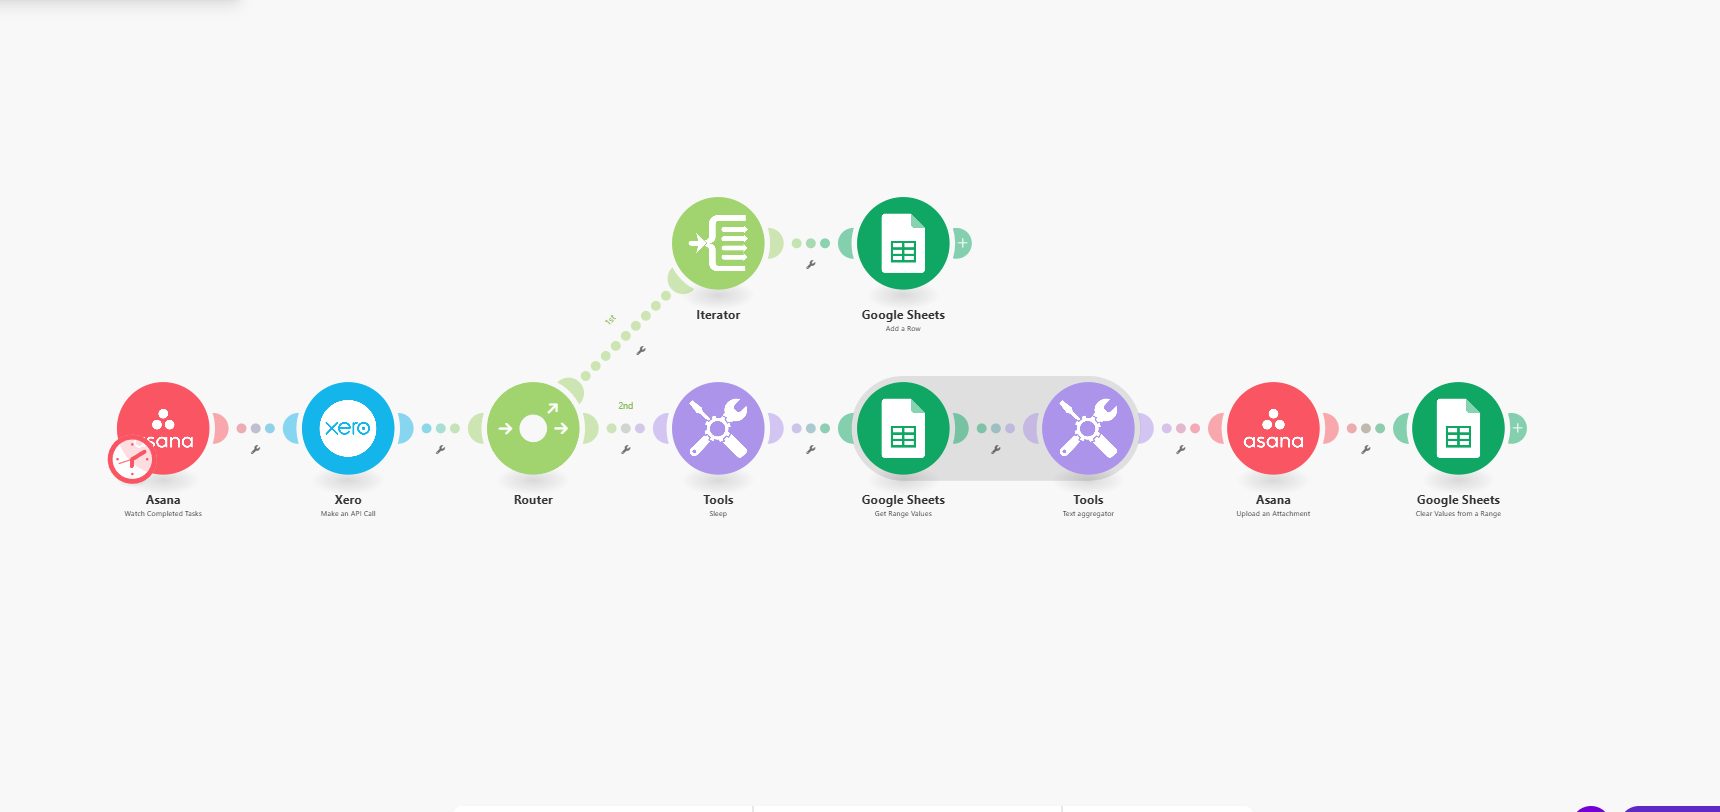 Iterator
Google Sheets
Add a Row
1st
2nd
asana
xero
asana
Asana
Watch Completed Tasks
Xero
Make an API Call
Router
Tools
Sleep
Google Sheets
Get Range Values
Tools
Text aggregator
Asana
Upload an Attachment
Google Sheets
Clear Values from a Range